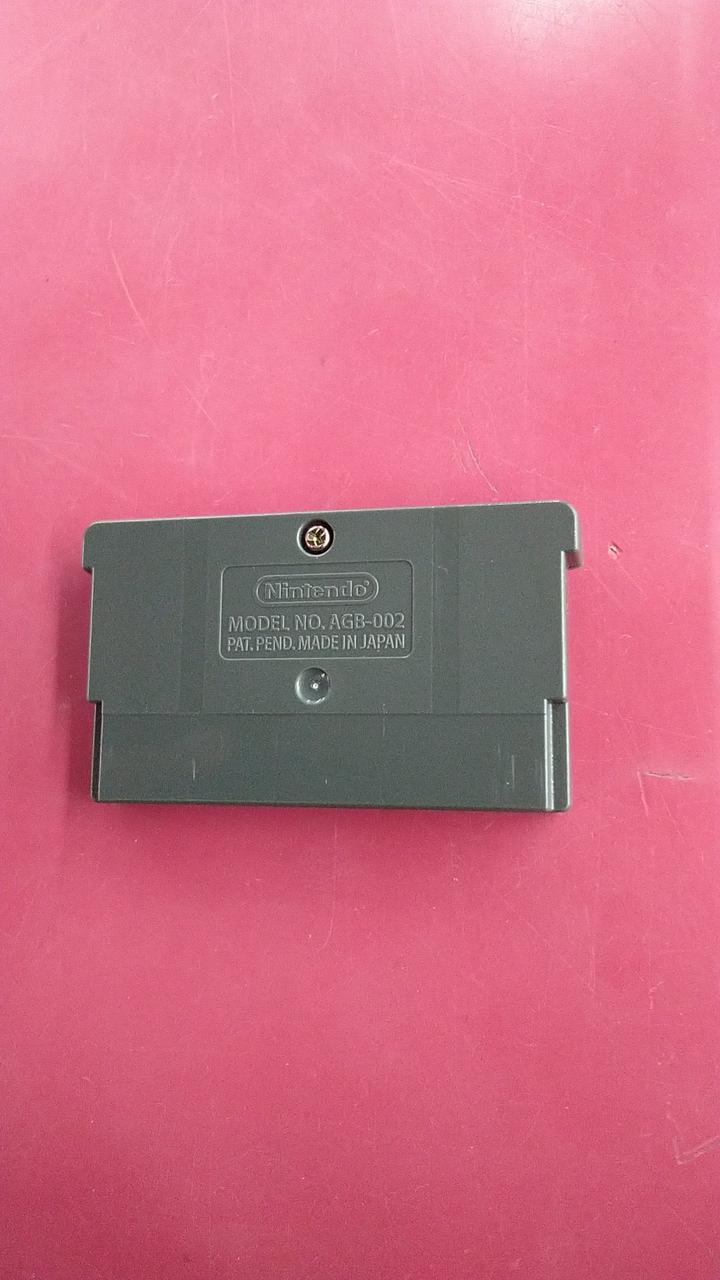 Nintendo®
MODEL NO. AGB-002
PAT. PEND. MADE IN JAPAN